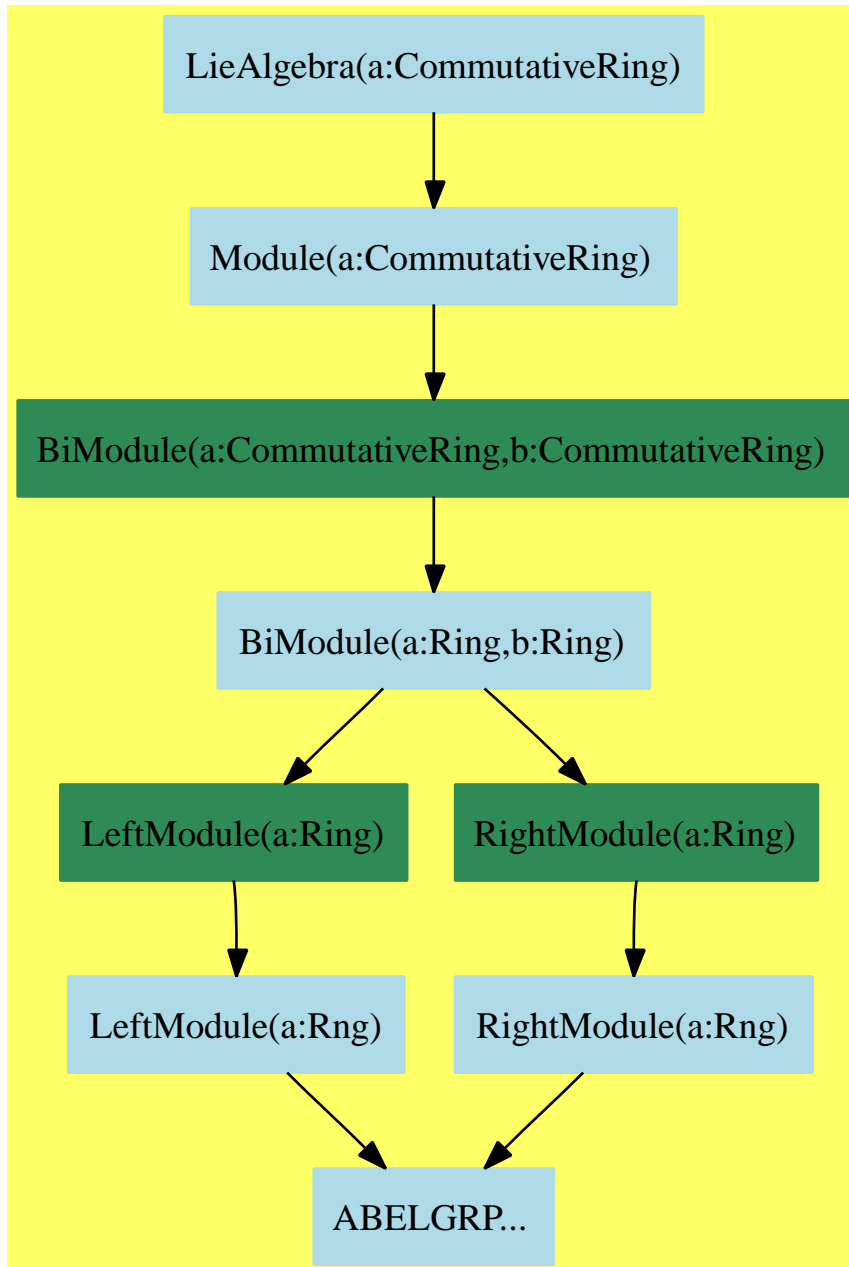 LieAlgebra(a:CommutativeRing)
Module(a:CommutativeRing)
BiModule(a:CommutativeRing,b:CommutativeRing)
BiModule(a:Ring,b:Ring)
LeftModule(a:Ring)
RightModule(a:Ring)
LeftModule(a:Rng)
RightModule(a:Rng)
ABELGRP...